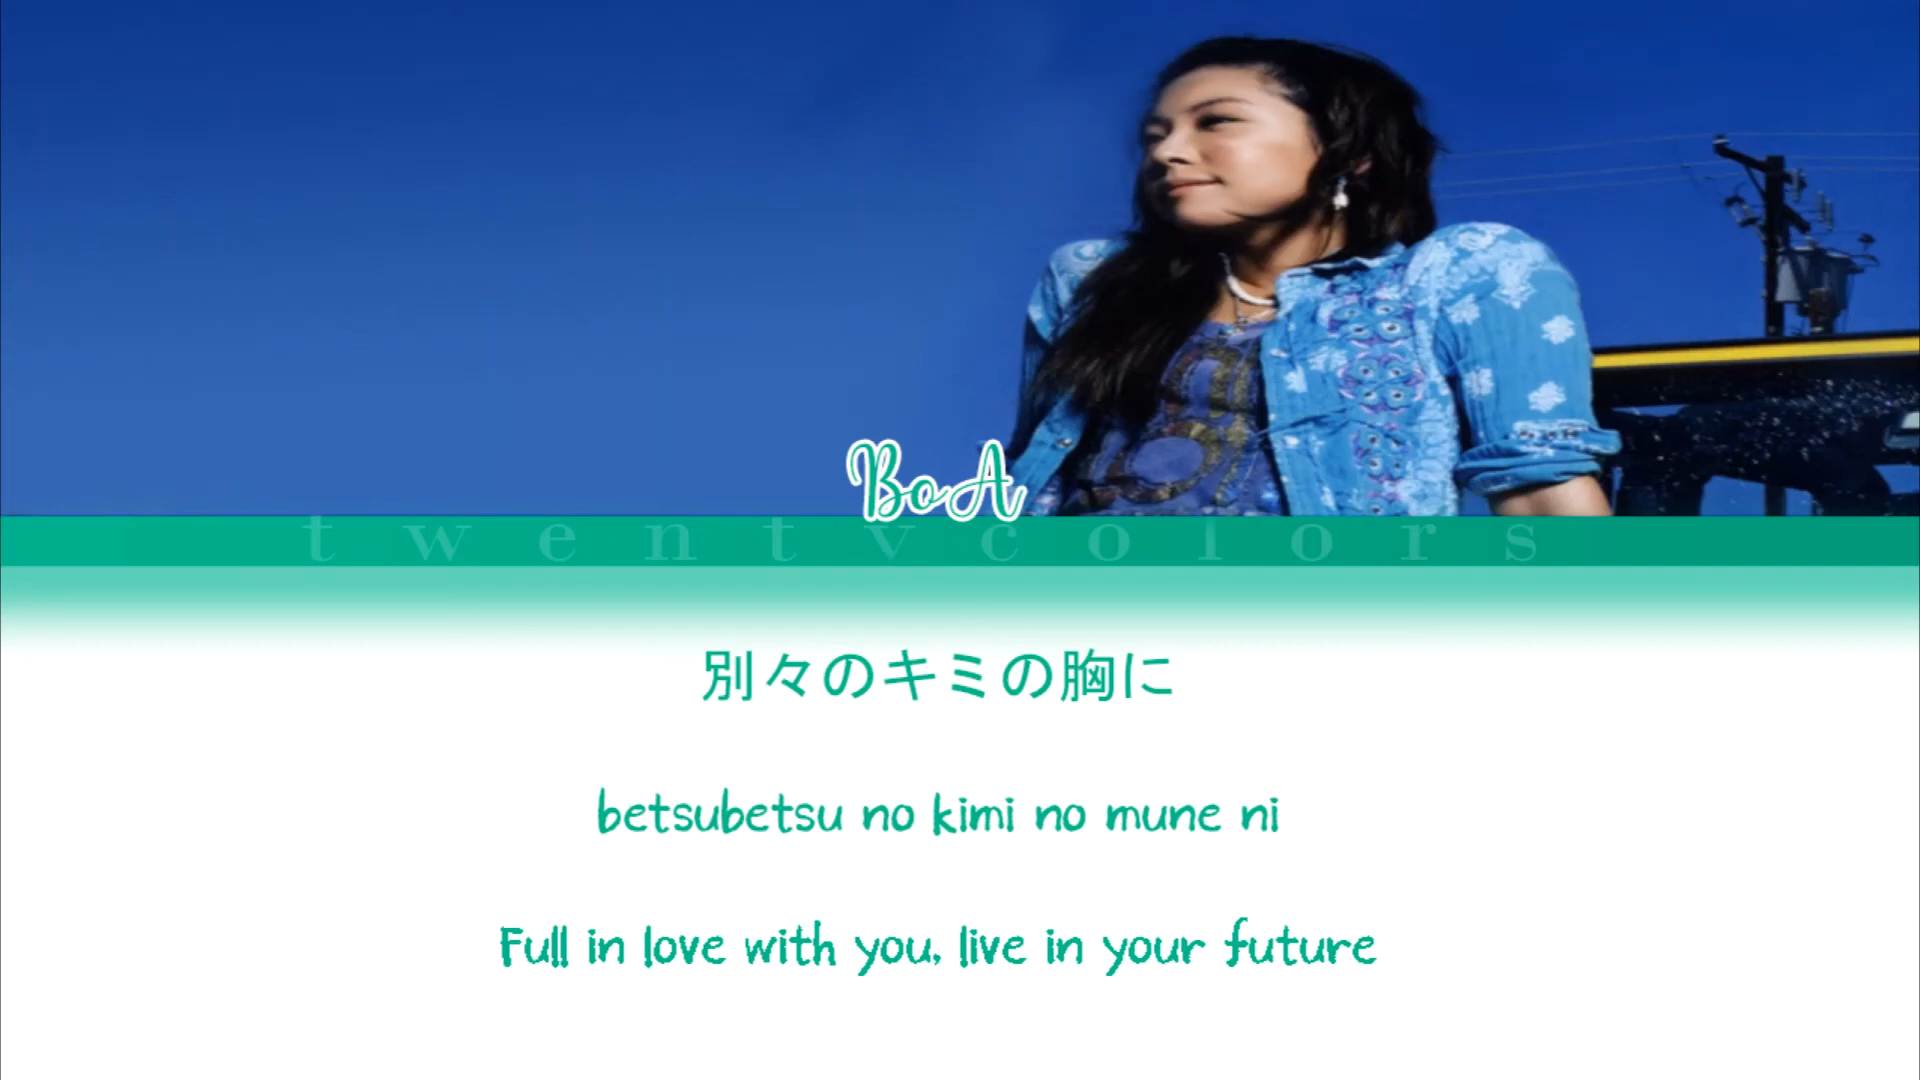 BoA
twentycolors
別々のキミの胸に
betsubetsu no kimi no mune ni
Full in love with you, live in your future